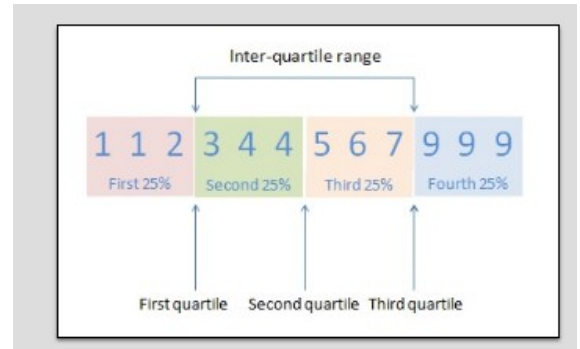 Inter-quartile range
1 1 2 3 4 4 5 6 7 9 9 9
First 25% Second 25% Third 25% Fourth 25%
First quartile Second quartile Third quartile